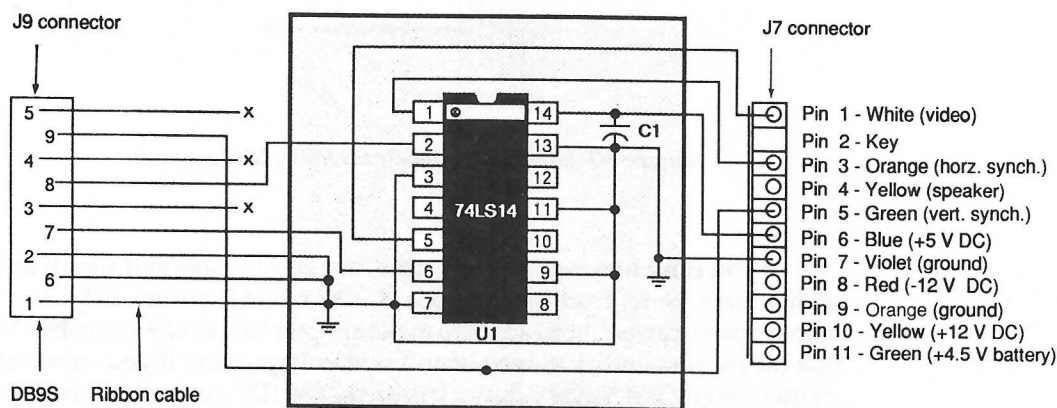 J9 connector
J7 connector
5
9
4
8
3
7
2
6
1
x
x
x
1
2
3
4
5
6
7
14
13
12
11
10
9
8
74LS14
C1
U1
Pin 1 - White (video)
Pin 2 - Key
Pin 3 - Orange (horz. synch.)
Pin 4 - Yellow (speaker)
Pin 5 - Green (vert. synch.)
Pin 6 - Blue (+5 V DC)
Pin 7 - Violet (ground)
Pin 8 - Red (-12 V DC)
Pin 9 - Orange (ground)
Pin 10 - Yellow (+12 V DC)
Pin 11 - Green (+4.5 V battery)
DB9S
Ribbon cable